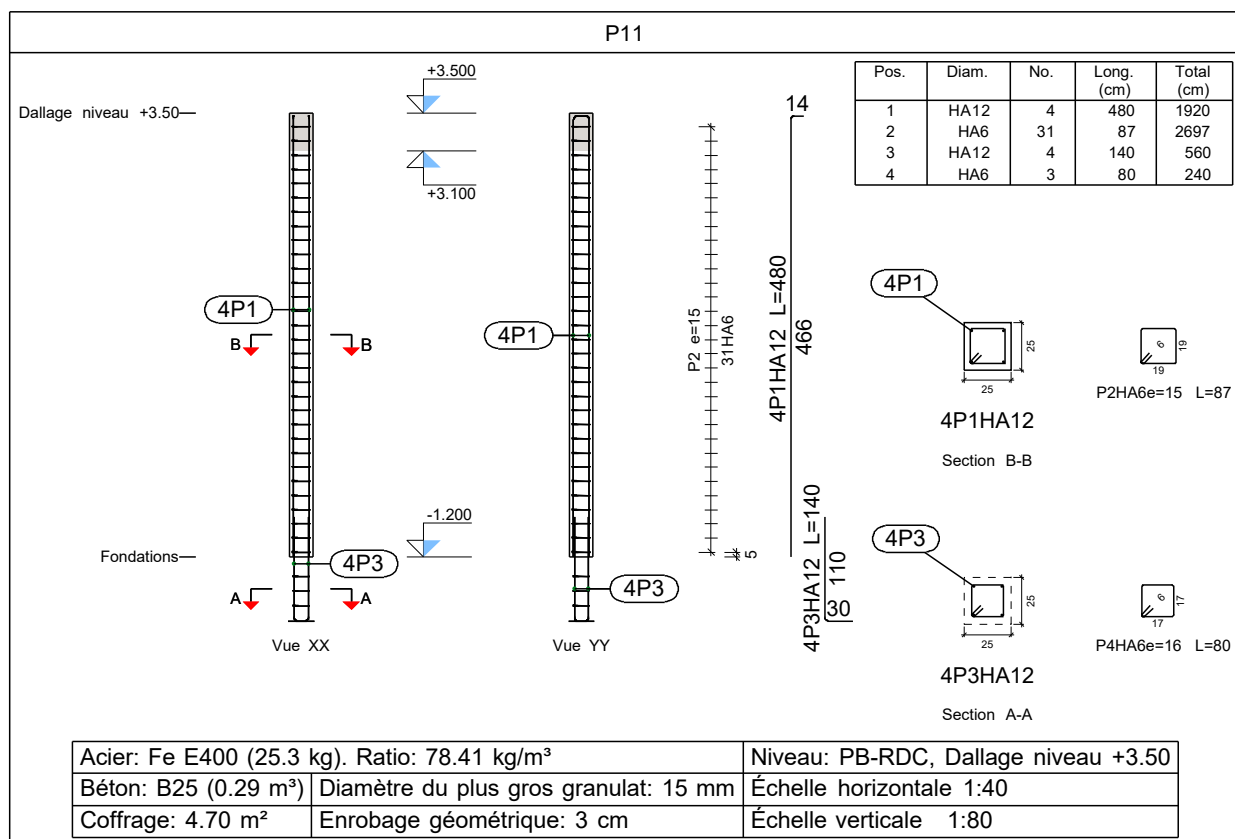 P11
Pos. Diam. No. Long. (cm) Total (cm)
1 HA12 4 480 1920
2 HA6 31 87 2697
3 HA12 4 140 560
4 HA6 3 80 240
Dallage niveau +3.50
+3.500
+3.100
14
4P1
B B
4P1
P2 e=15
31HA6
4P1HA12 L=480
466
4P1
25
25
4P1HA12
Section B-B
6
19
19
P2HA6e=15 L=87
-1.200
Fondations
4P3
A A
Vue XX
4P3
Vue YY
5
4P3HA12 L=140
110
30
4P3
25
25
4P3HA12
Section A-A
6
17
17
P4HA6e=16 L=80
Acier: Fe E400 (25.3 kg). Ratio: 78.41 kg/m³ Niveau: PB-RDC, Dallage niveau +3.50
Béton: B25 (0.29 m³) Diamètre du plus gros granulat: 15 mm Échelle horizontale 1:40
Coffrage: 4.70 m² Enrobage géométrique: 3 cm Échelle verticale 1:80